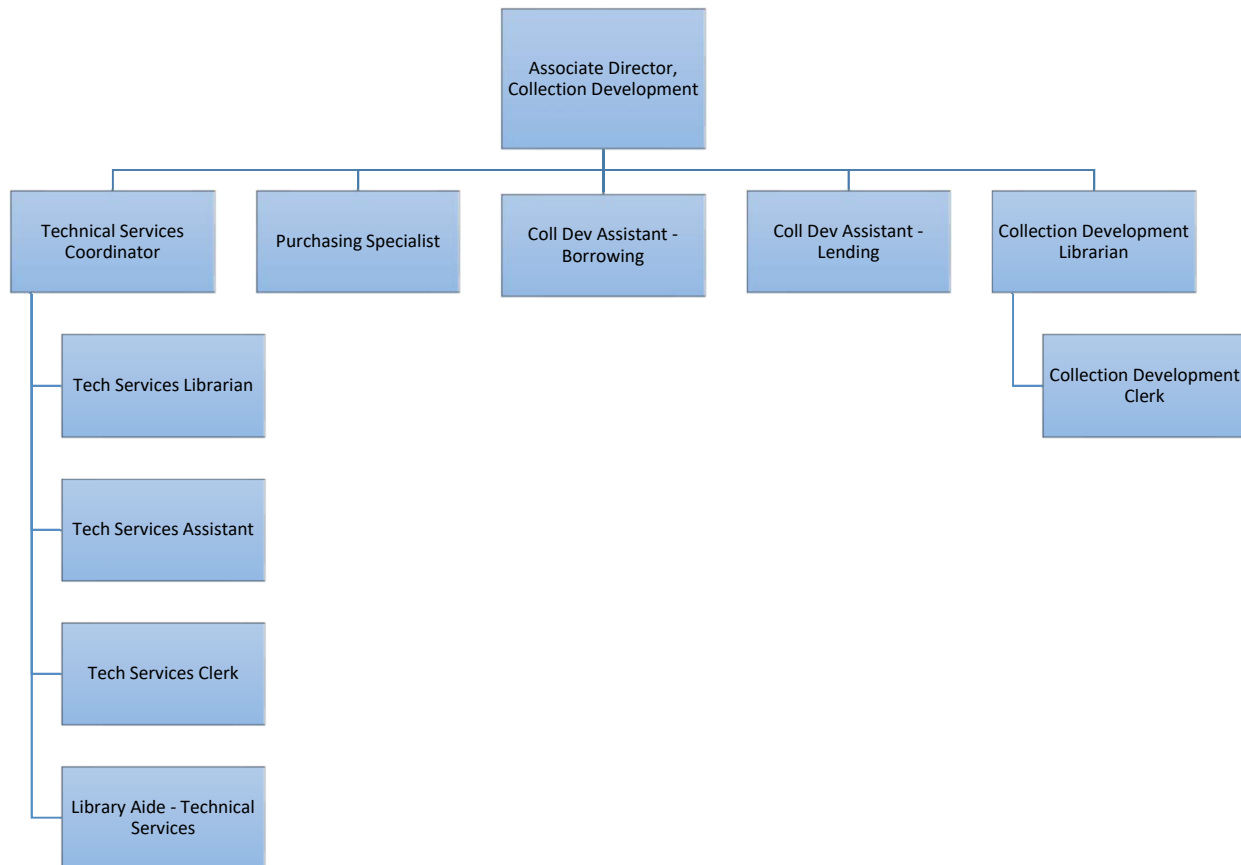 Associate Director,
Collection Development
Technical Services
Coordinator
Purchasing Specialist
Coll Dev Assistant -
Borrowing
Coll Dev Assistant -
Lending
Collection Development
Librarian
Tech Services Librarian
Collection Development
Clerk
Tech Services Assistant
Tech Services Clerk
Library Aide - Technical
Services